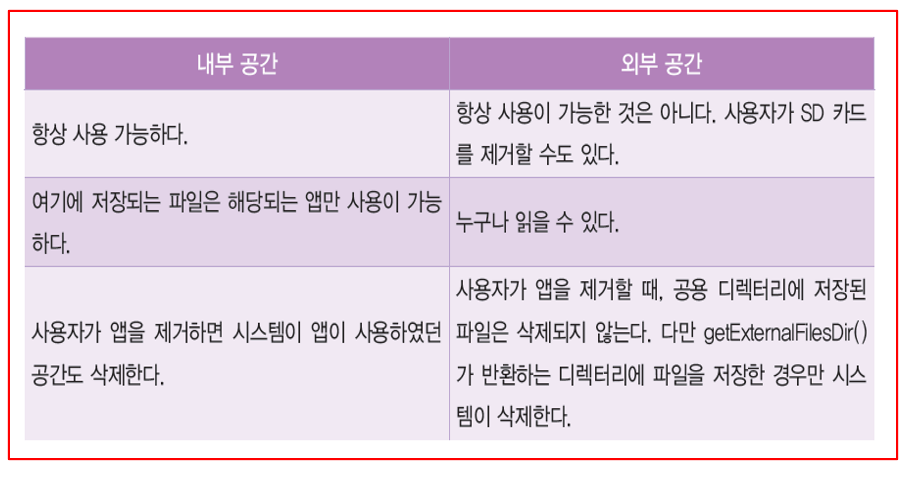 내부 공간
외부 공간
항상 사용 가능하다.
항상 사용이 가능한 것은 아니다. 사용자가 SD 카드
를 제거할 수도 있다.
여기에 저장되는 파일은 해당되는 앱만 사용이 가능
하다.
누구나 읽을 수 있다.
사용자가 앱을 제거하면 시스템이 앱이 사용하였던
공간도 삭제한다.
사용자가 앱을 제거할 때, 공용 디렉터리에 저장된
파일은 삭제되지 않는다. 다만 getExternalFilesDir()
가 반환하는 디렉터리에 파일을 저장한 경우만 시스
템이 삭제한다.